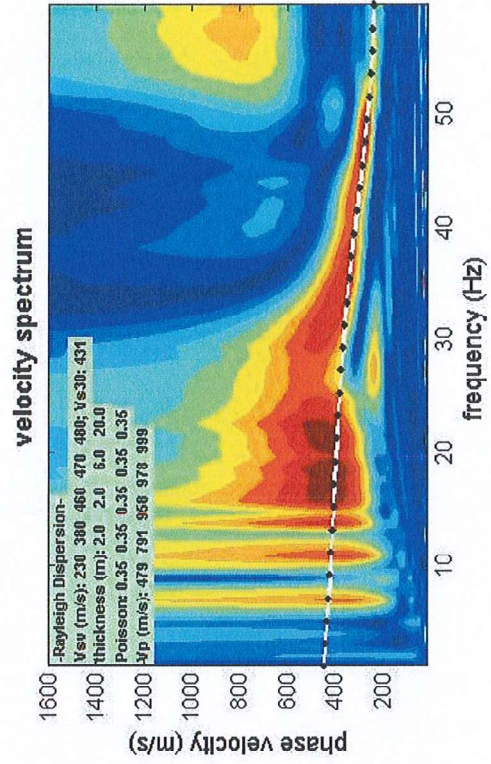 velocity spectrum
-Rayleigh Dispersion-
Vsv (m/s): 230 380 460 470 480; Vs30: 431
thickness (m): 2.0 2.0 6.0 20.0
Poisson: 0.35 0.35 0.35 0.35 0.35
~Vp (m/s): 479 791 958 978 999
phase velocity (m/s)
1600
1400
1200
1000
800
600
400
200
10 20 30 40 50
frequency (Hz)